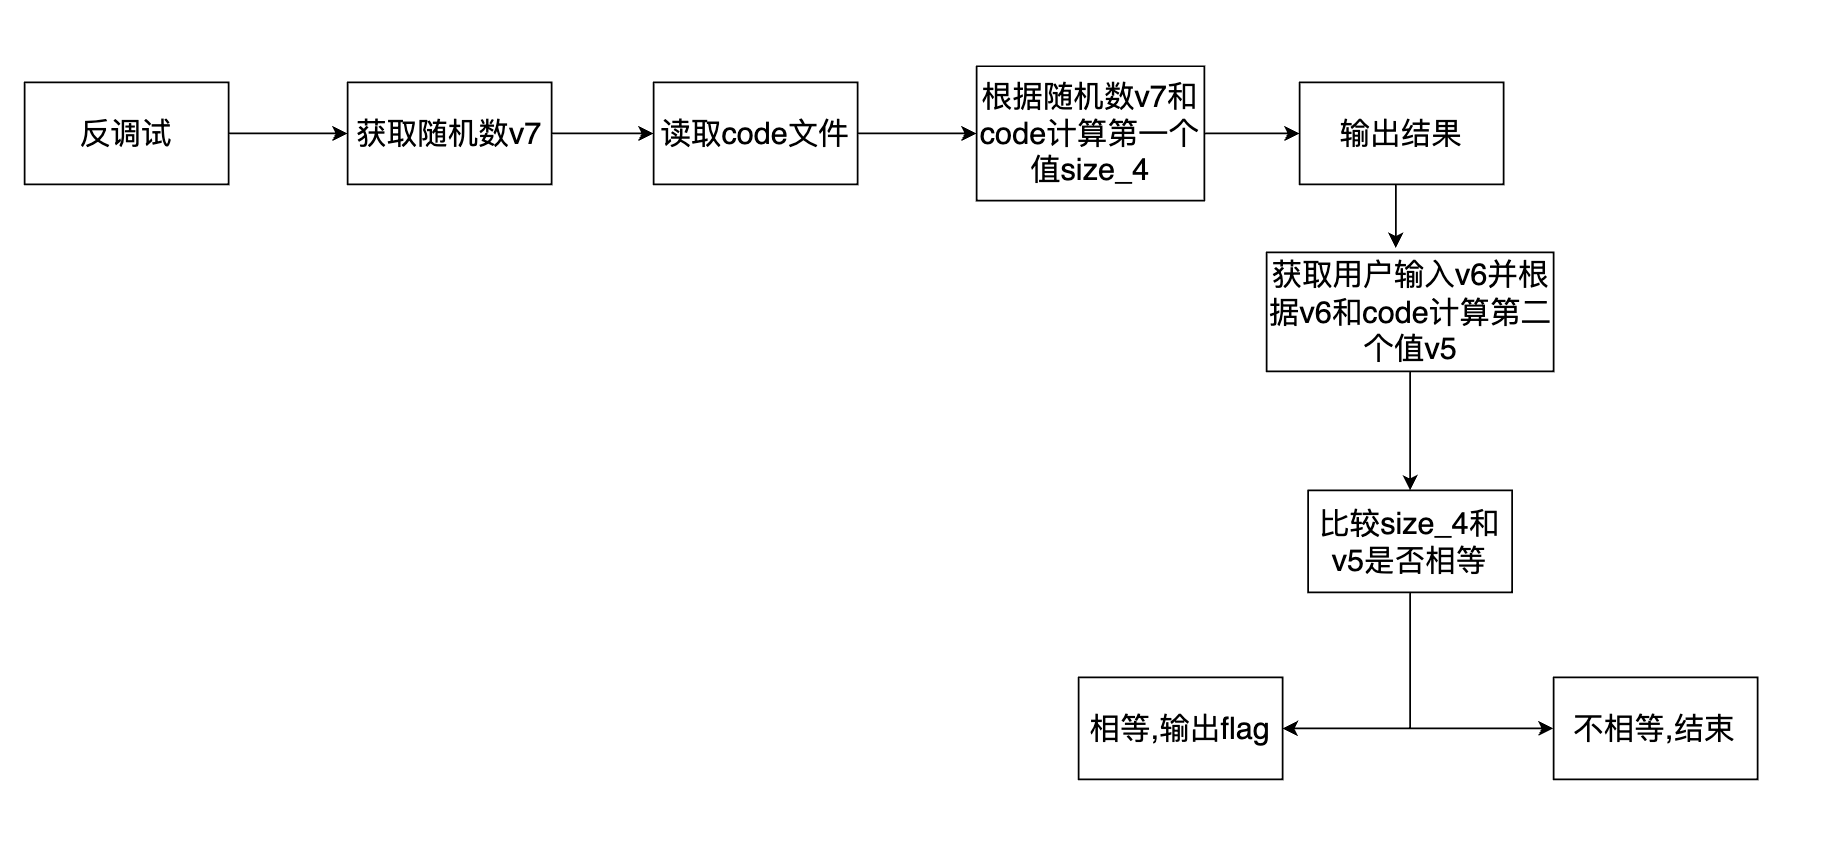 反调试
获取随机数v7
读取code文件
根据随机数v7和
code计算第一个
值size_4
输出结果
获取用户输入v6并根
据v6和code计算第二
个值v5
比较size_4和
v5是否相等
相等,输出flag
不相等,结束